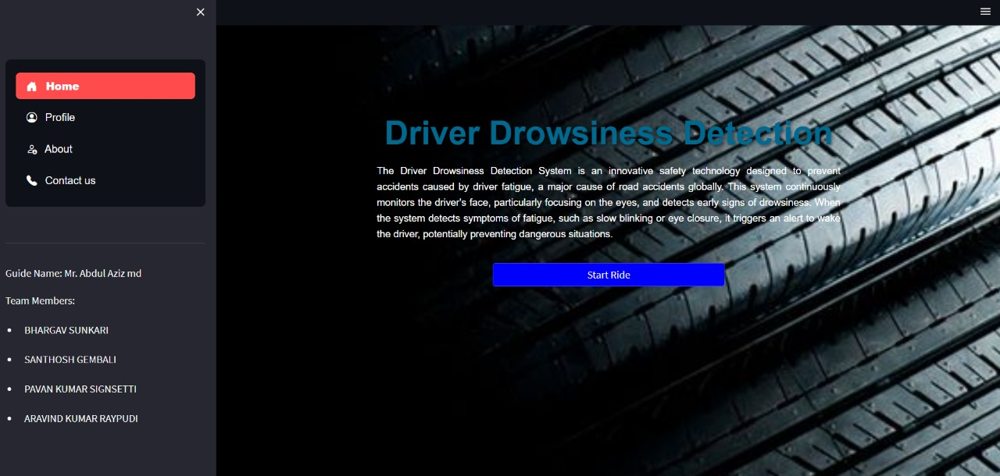 Home
Profile
About
Contact us
Guide Name: Mr. Abdul Aziz md
Team Members:
BHARGAV SUNKARI
SANTHOSH GEMBALI
PAVAN KUMAR SIGNSETTI
ARAVIND KUMAR RAYPUDI
Driver Drowsiness Detection
The Driver Drowsiness Detection System is an innovative safety technology designed to prevent
accidents caused by driver fatigue, a major cause of road accidents globally. This system continuously
monitors the driver's face, particularly focusing on the eyes, and detects early signs of drowsiness. When
the system detects symptoms of fatigue, such as slow blinking or eye closure, it triggers an alert to wake
the driver, potentially preventing dangerous situations.
Start Ride